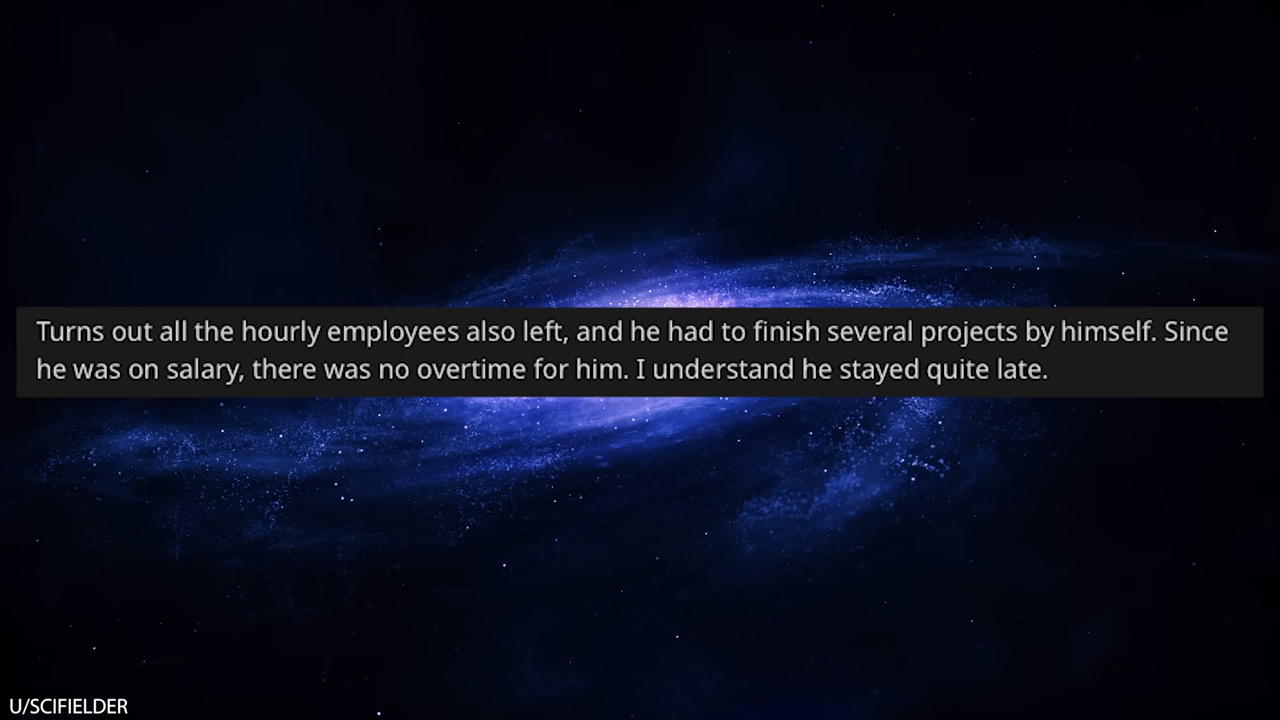 Turns out all the hourly employees also left, and he had to finish several projects by himself. Since
he was on salary, there was no overtime for him. I understand he stayed quite late.
U/SCIFIELDER